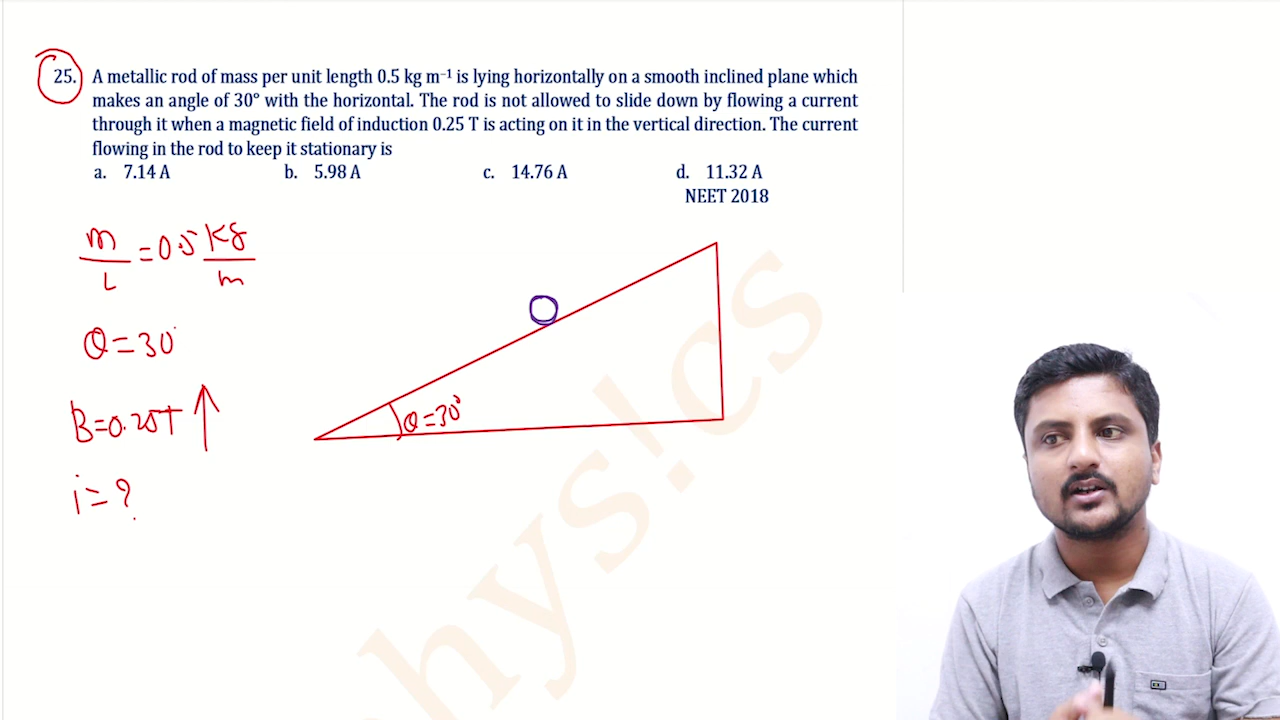 25. A metallic rod of mass per unit length 0.5 kg m⁻¹ is lying horizontally on a smooth inclined plane which
makes an angle of 30° with the horizontal. The rod is not allowed to slide down by flowing a current
through it when a magnetic field of induction 0.25 T is acting on it in the vertical direction. The current
flowing in the rod to keep it stationary is
a. 7.14 A b. 5.98 A c. 14.76 A d. 11.32 A
NEET 2018
m/L = 0.5 kg/m
θ = 30°
B = 0.25T ↑
i = ?
θ = 30°
hys!cs